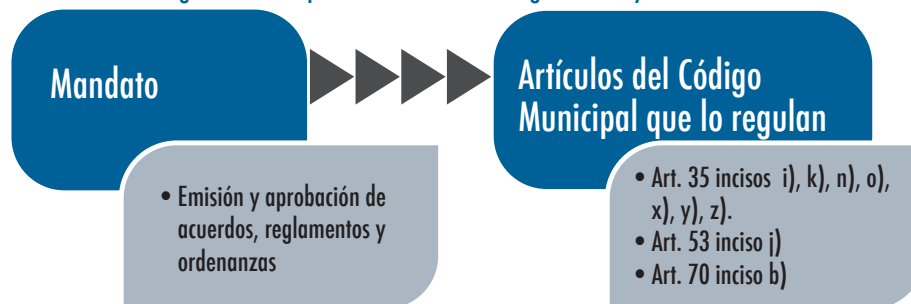 Mandato
Artículos del Código
Municipal que lo regulan
• Emisión y aprobación de
acuerdos, reglamentos y
ordenanzas
• Art. 35 incisos i), k), n), o),
x), y), z).
• Art. 53 inciso j)
• Art. 70 inciso b)